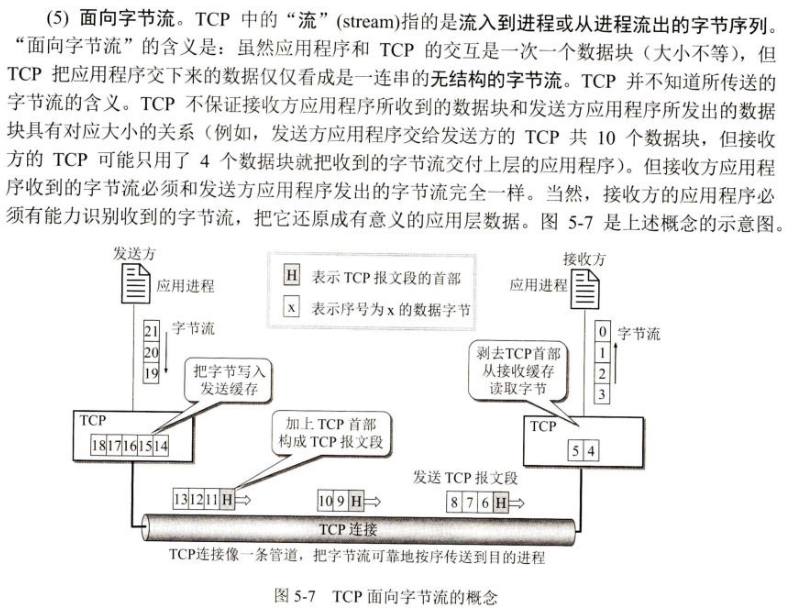 (5) 面向字节流。TCP 中的“流”(stream)指的是流入到进程或从进程流出的字节序列。
“面向字节流”的含义是：虽然应用程序和 TCP 的交互是一次一个数据块（大小不等），但
TCP 把应用程序交下来的数据仅仅看成是一连串的无结构的字节流。TCP 并不知道所传送的
字节流的含义。TCP 不保证接收方应用程序所收到的数据块和发送方应用程序所发出的数据
块具有对应大小的关系（例如，发送方应用程序交给发送方的 TCP 共 10 个数据块，但接收
方的 TCP 可能只用了 4 个数据块就把收到的字节流交付上层的应用程序）。但接收方应用程
序收到的字节流必须和发送方应用程序发出的字节流完全一样。当然，接收方的应用程序必
须有能力识别收到的字节流，把它还原成有意义的应用层数据。图 5-7 是上述概念的示意图。
发送方
应用进程
H 表示 TCP 报文段的首部
x 表示序号为 x 的数据字节
接收方
应用进程
21
20
19
字节流
0
1
2
3
字节流
把字节写入
发送缓存
剥去TCP首部
从接收缓存
读取字节
TCP
18 17 16 15 14
加上 TCP 首部
构成 TCP 报文段
TCP
5 4
发送 TCP 报文段
13 12 11 H
10 9 H
8 7 6 H
TCP 连接
TCP连接像一条管道，把字节流可靠地按序传送到目的进程
图 5-7 TCP 面向字节流的概念